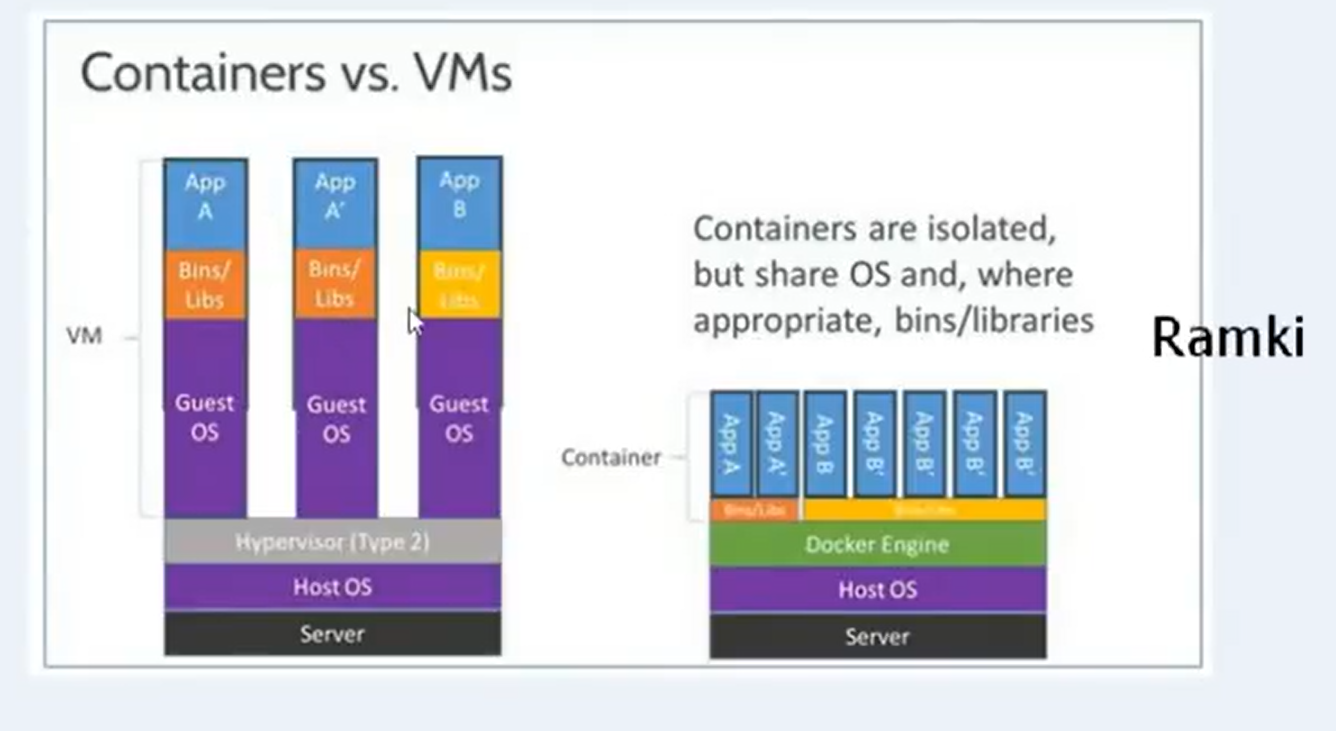 Containers vs. VMs
App
A
App
A'
App
B
Bins/
Libs
Bins/
Libs
Bins/
Libs
VM
Guest
OS
Guest
OS
Guest
OS
Hypervisor (Type 2)
Host OS
Server
Containers are isolated,
but share OS and, where
appropriate, bins/libraries
Ramki
Container
App A
App A'
App B
App B'
App B'
App B'
App B'
Bins/Libs
Bins/Libs
Docker Engine
Host OS
Server